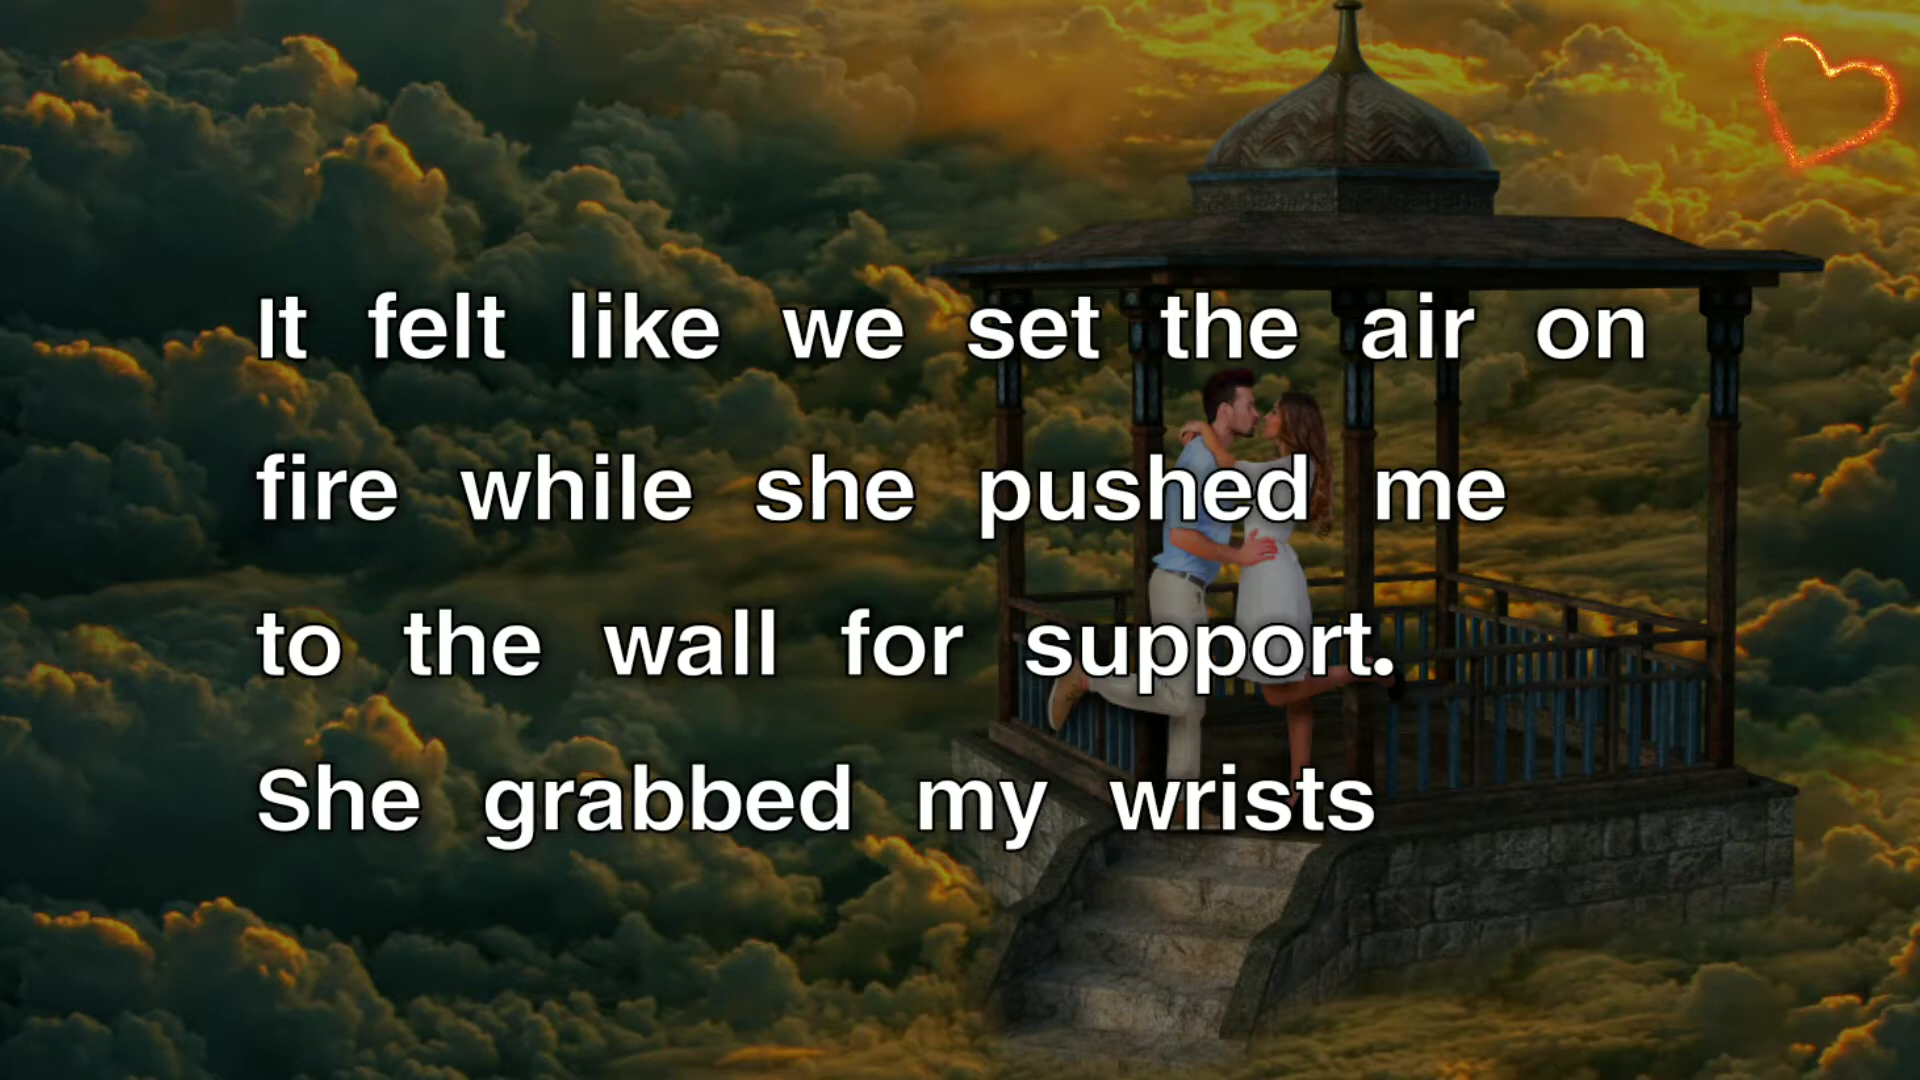 It felt like we set the air on
fire while she pushed me
to the wall for support.
She grabbed my wrists